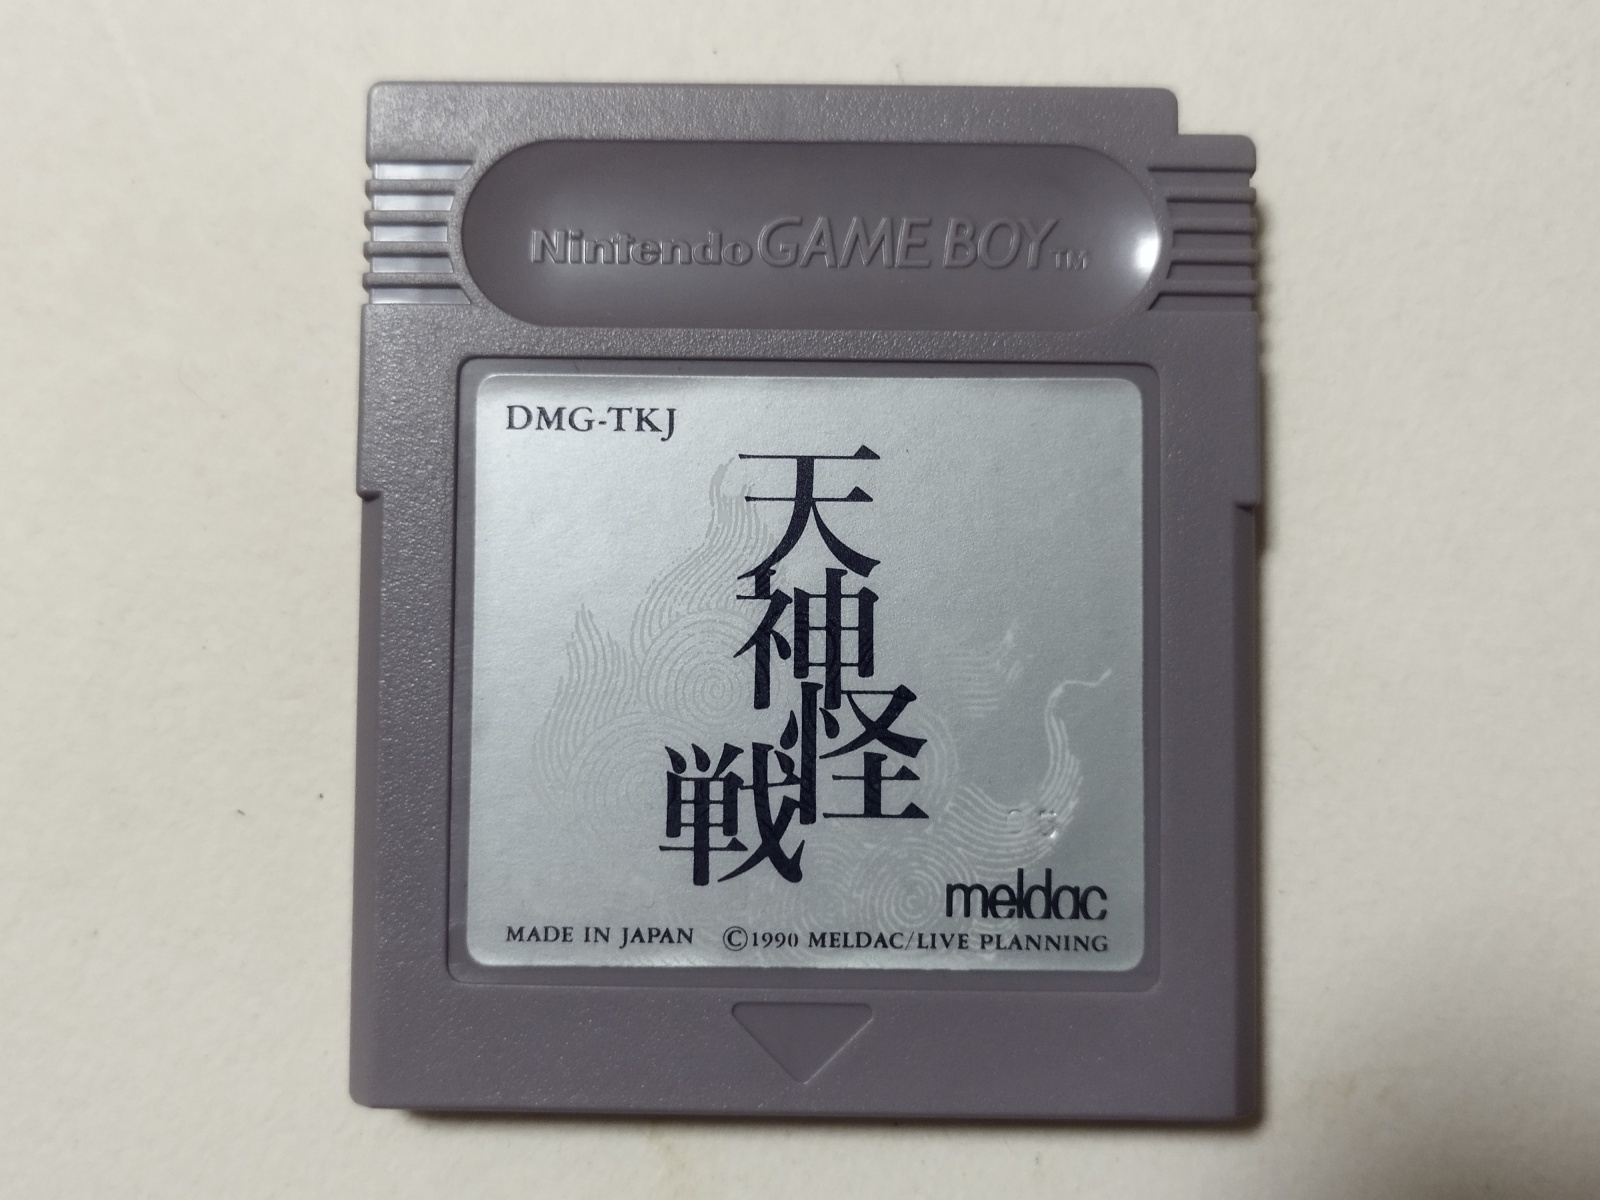 Nintendo GAME BOY™
DMG-TKJ
天神怪戦
meldac
MADE IN JAPAN ©1990 MELDAC/LIVE PLANNING